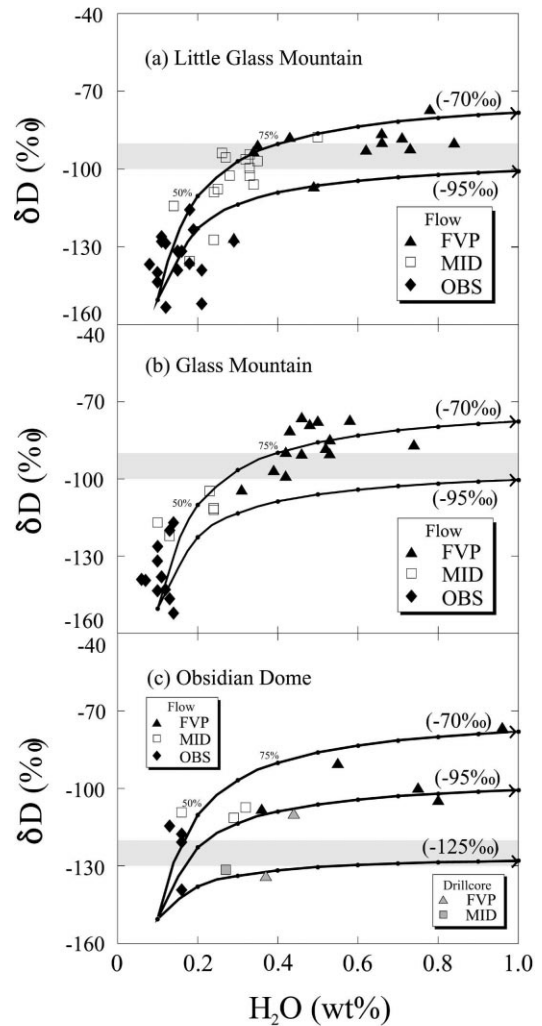 -40
(a) Little Glass Mountain
-70
(-70‰)
75%
δD (‰)
-100
50%
(-95‰)
-130
Flow
FVP
MID
OBS
-160
(b) Glass Mountain
-70
(-70‰)
75%
δD (‰)
-100
50%
(-95‰)
-130
Flow
FVP
MID
OBS
-160
(c) Obsidian Dome
Flow
FVP
MID
OBS
-70
(-70‰)
75%
δD (‰)
-100
50%
(-95‰)
-130
(-125‰)
Drillcore
FVP
MID
-160
0 0.2 0.4 0.6 0.8 1.0
H₂O (wt%)